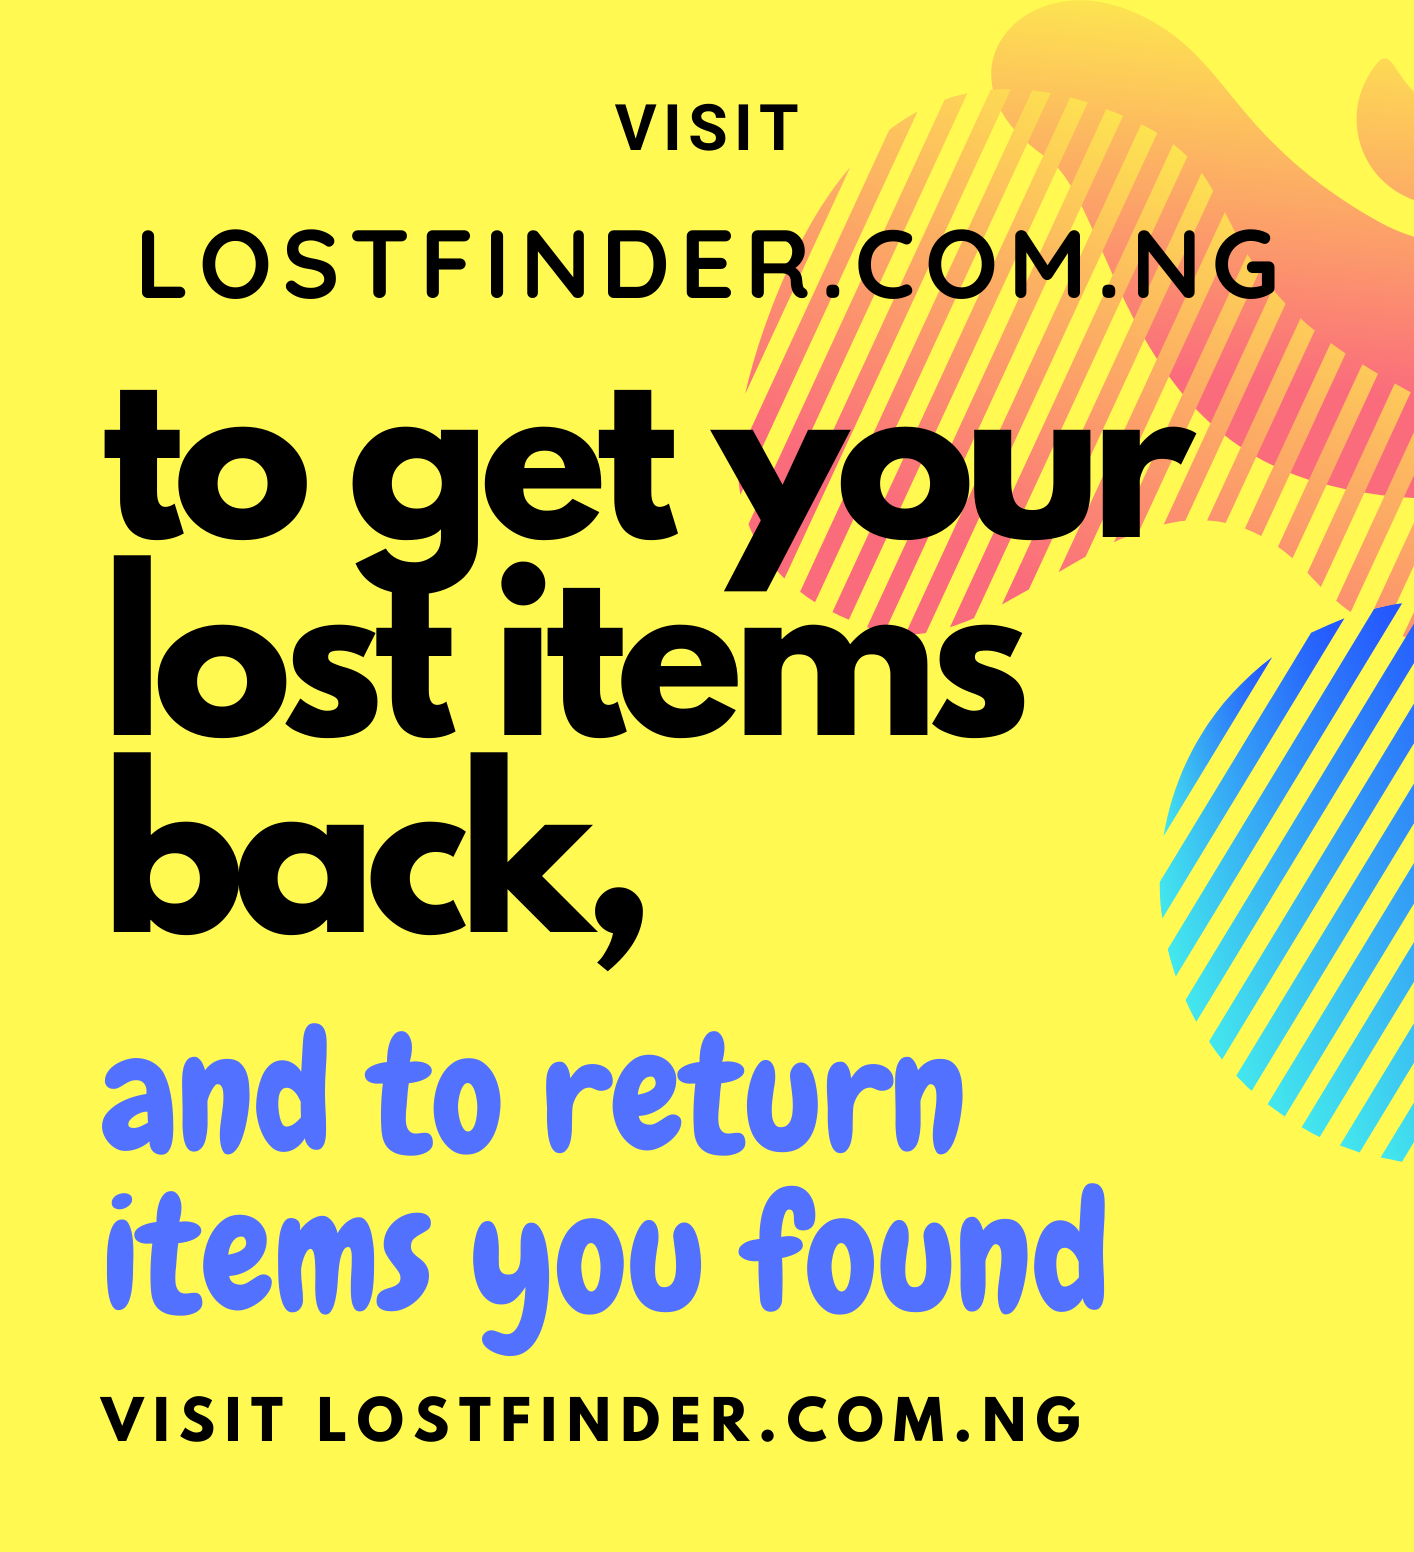 VISIT
LOSTFINDER.COM.NG
to get your
lost items
back,
and to return
items you found
VISIT LOSTFINDER.COM.NG